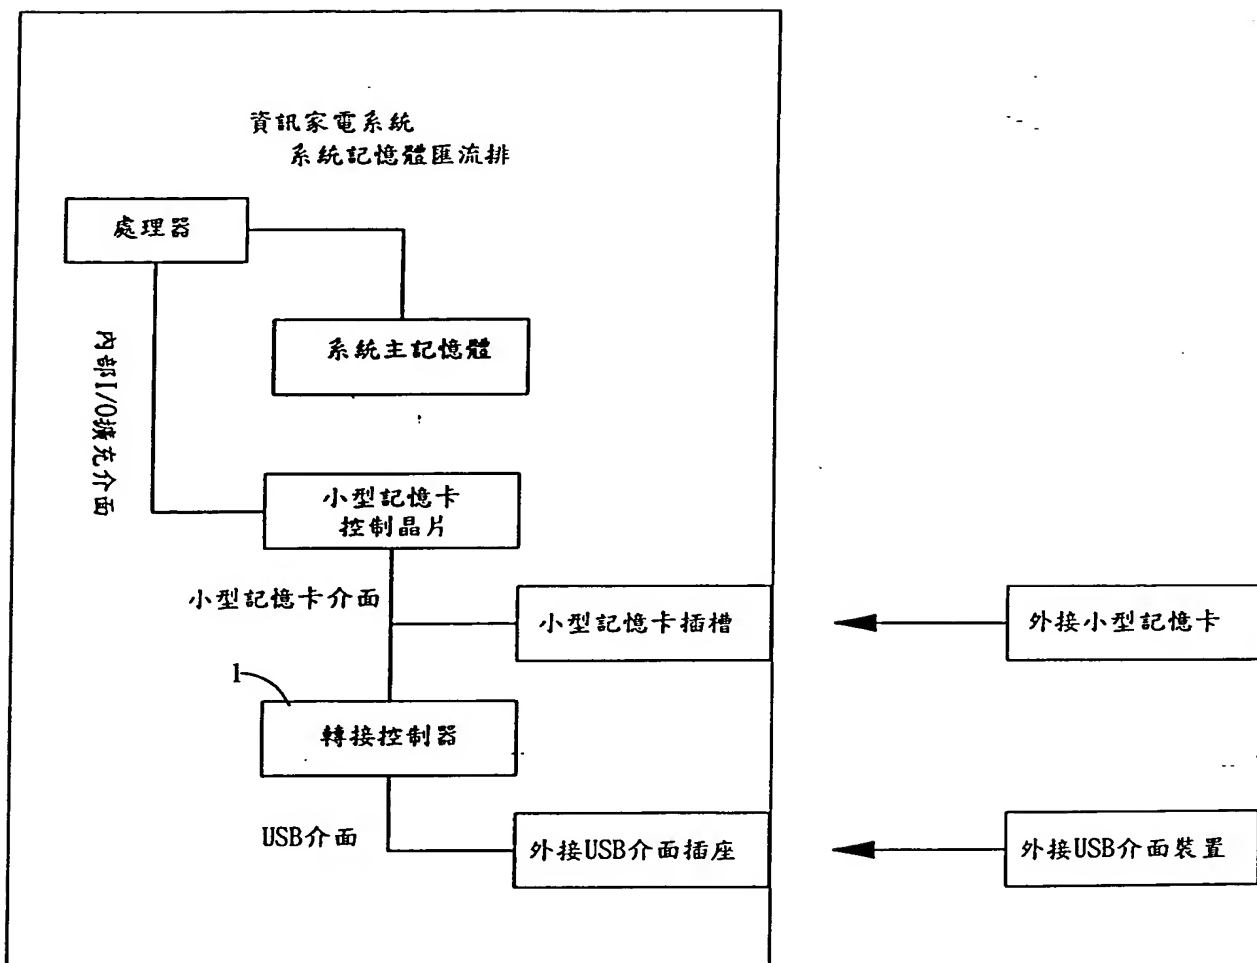 資訊家電系統
系統記憶體匯流排
處理器
系統主記憶體
內部I/O擴充介面
小型記憶卡
控制晶片
小型記憶卡介面
小型記憶卡插槽
外接小型記憶卡
1
轉接控制器
USB介面
外接USB介面插座
外接USB介面裝置